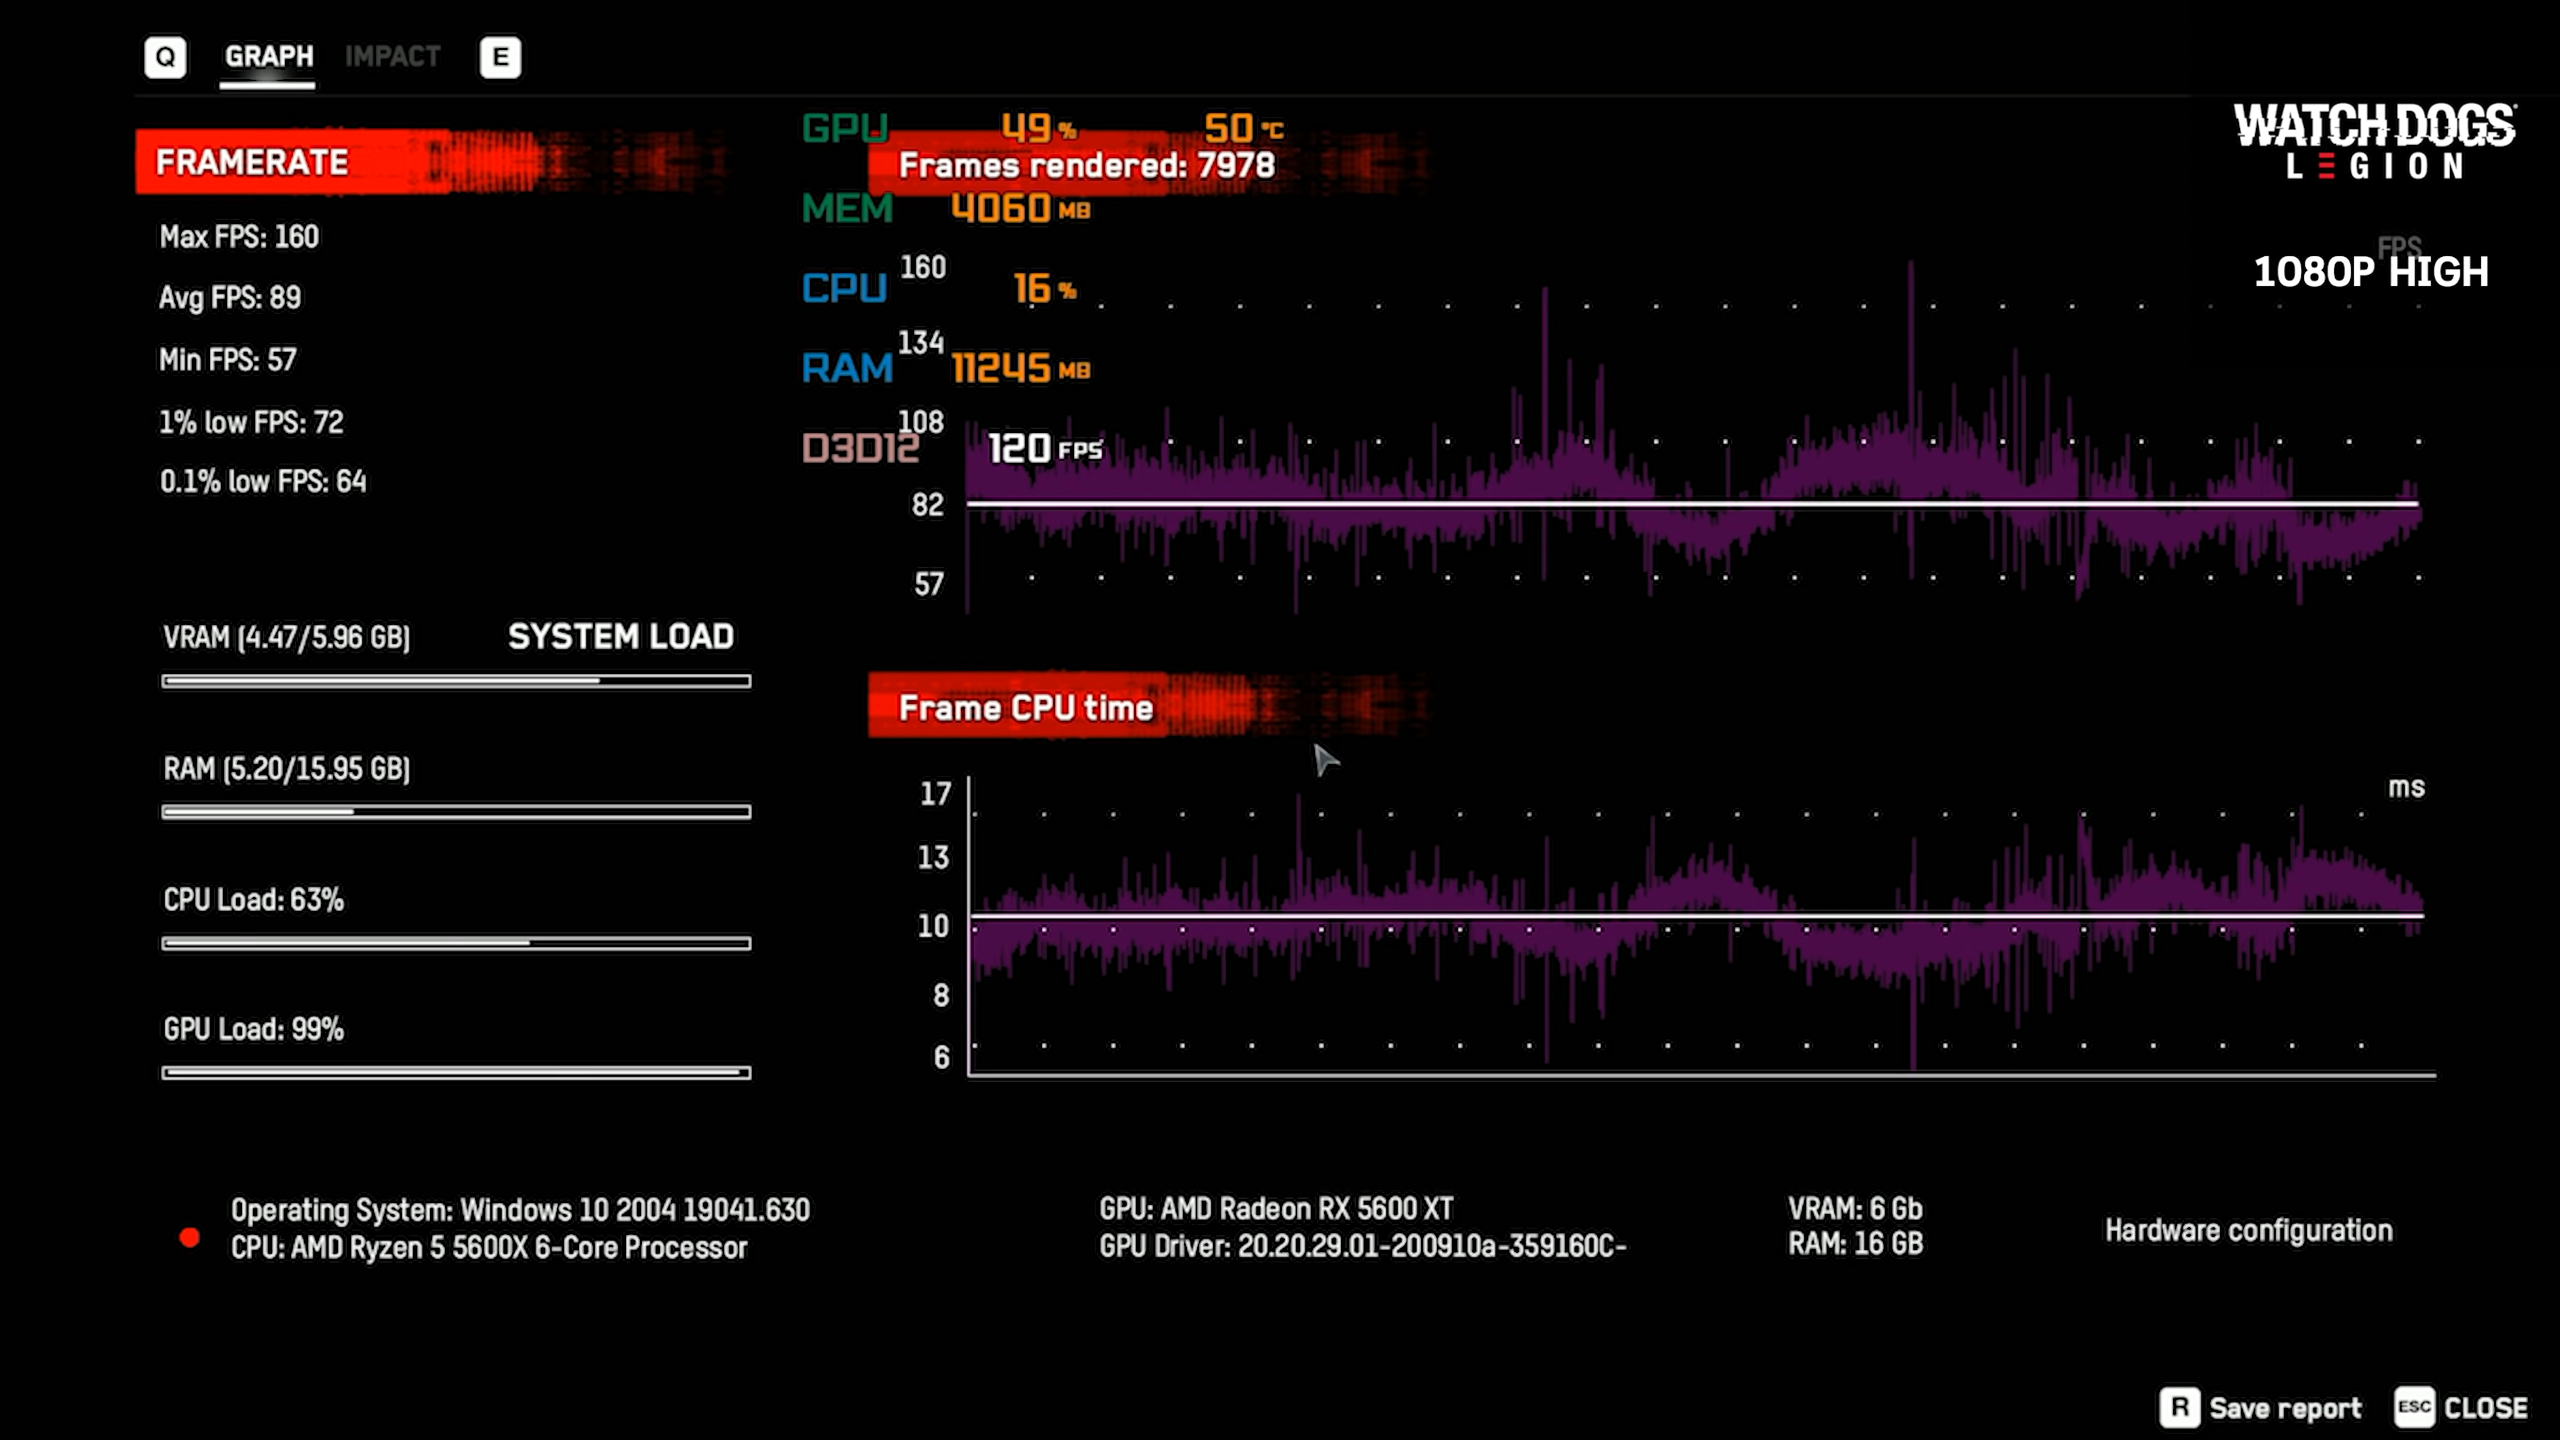 Q GRAPH IMPACT E
WATCH DOGS
LEGION
FPS
1080P HIGH
FRAMERATE
Max FPS: 160
Avg FPS: 89
Min FPS: 57
1% low FPS: 72
0.1% low FPS: 64
GPU 49 % 50 °C
Frames rendered: 7978
MEM 4060 MB
160
CPU 16 %
134
RAM 11245 MB
108
D3D12 120 FPS
82
57
VRAM (4.47/5.96 GB) SYSTEM LOAD
RAM (5.20/15.95 GB)
CPU Load: 63%
GPU Load: 99%
Frame CPU time
ms
17
13
10
8
6
Operating System: Windows 10 2004 19041.630
CPU: AMD Ryzen 5 5600X 6-Core Processor
GPU: AMD Radeon RX 5600 XT
GPU Driver: 20.20.29.01-200910a-359160C-
VRAM: 6 Gb
RAM: 16 GB
Hardware configuration
R Save report ESC CLOSE